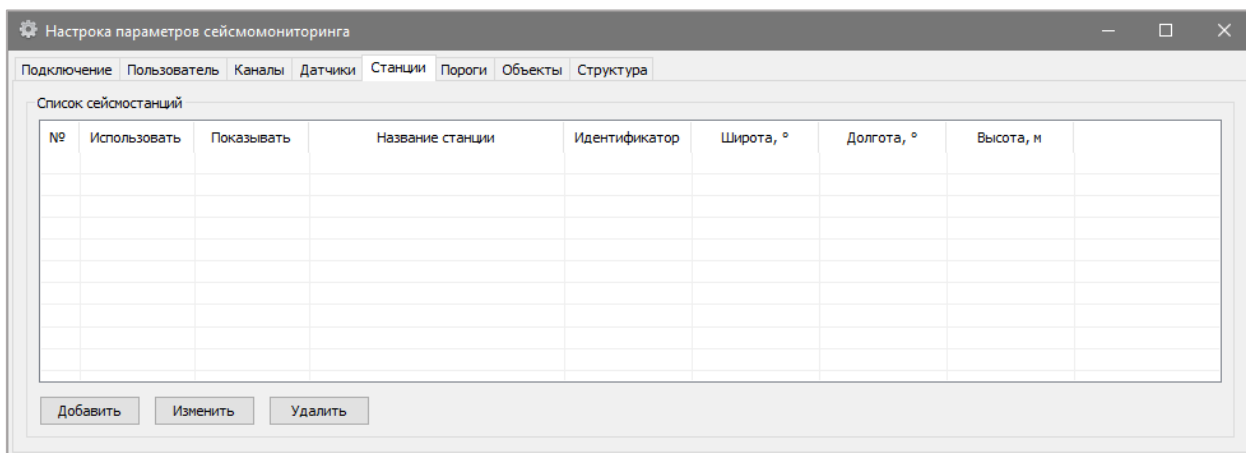 Настрока параметров сейсмомониторинга
Подключение Пользователь Каналы Датчики Станции Пороги Объекты Структура
Список сейсмостанций
№ Использовать Показывать Название станции Идентификатор Широта, ° Долгота, ° Высота, м
Добавить Изменить Удалить